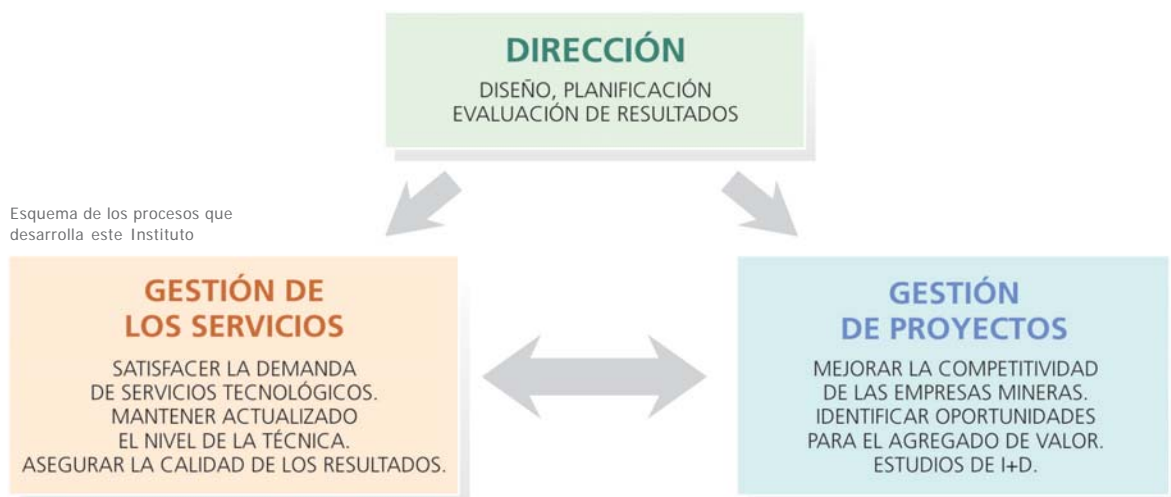 DIRECCIÓN
DISEÑO, PLANIFICACIÓN
EVALUACIÓN DE RESULTADOS
Esquema de los procesos que
desarrolla este Instituto
GESTIÓN DE
LOS SERVICIOS
SATISFACER LA DEMANDA
DE SERVICIOS TECNOLÓGICOS.
MANTENER ACTUALIZADO
EL NIVEL DE LA TÉCNICA.
ASEGURAR LA CALIDAD DE LOS RESULTADOS.
GESTIÓN
DE PROYECTOS
MEJORAR LA COMPETITIVIDAD
DE LAS EMPRESAS MINERAS.
IDENTIFICAR OPORTUNIDADES
PARA EL AGREGADO DE VALOR.
ESTUDIOS DE I+D.